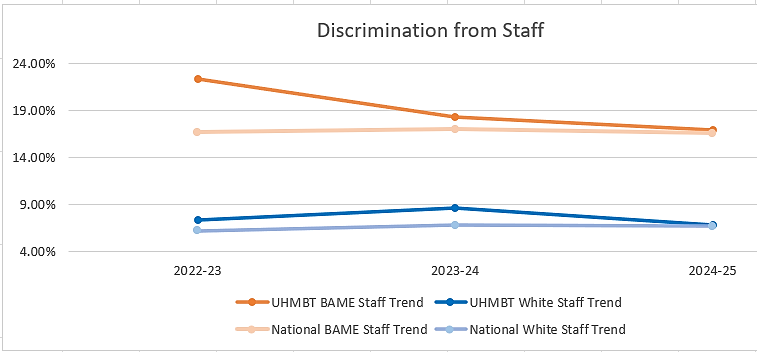 Discrimination from Staff
24.00%
19.00%
14.00%
9.00%
4.00%
2022-23 2023-24 2024-25
UHMBT BAME Staff Trend UHMBT White Staff Trend
National BAME Staff Trend National White Staff Trend